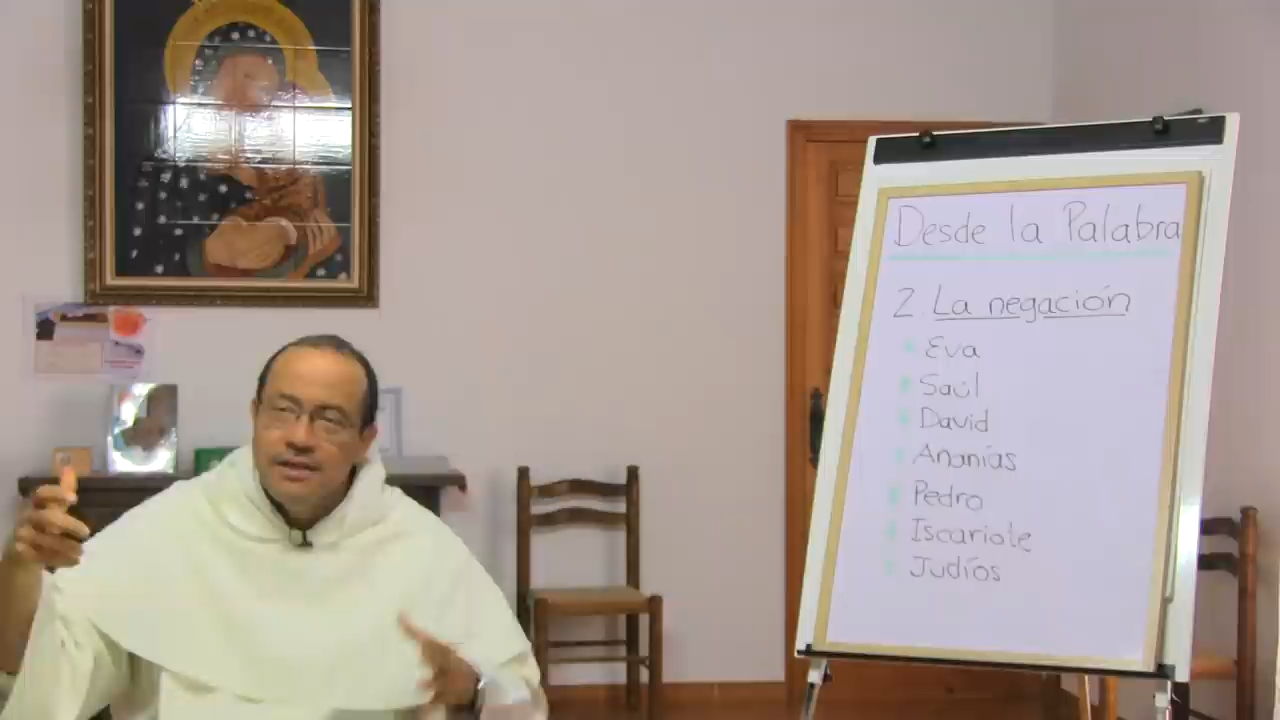 Desde la Palabra
2. La negación
Eva
Saúl
David
Ananías
Pedro
Iscariote
Judíos